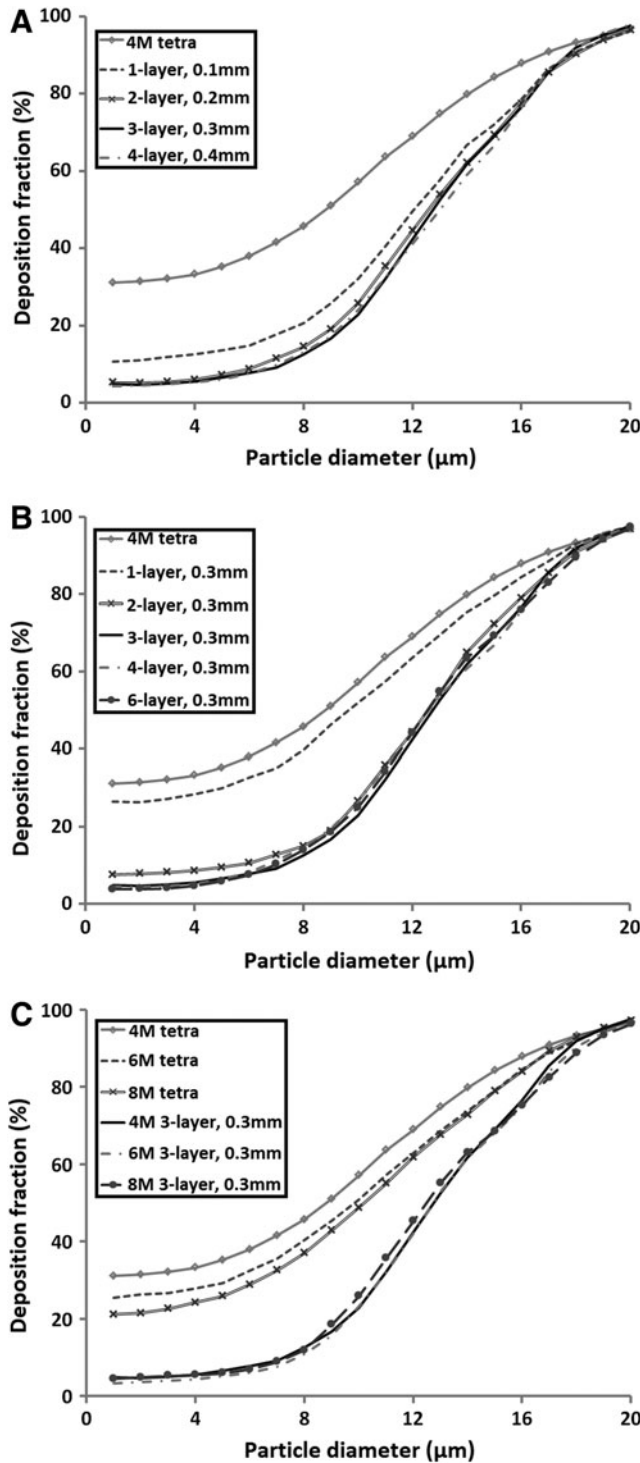 A
100
80
60
40
20
0
Deposition fraction (%)
4M tetra
1-layer, 0.1mm
2-layer, 0.2mm
3-layer, 0.3mm
4-layer, 0.4mm
0 4 8 12 16 20
Particle diameter (μm)
B
100
80
60
40
20
0
Deposition fraction (%)
4M tetra
1-layer, 0.3mm
2-layer, 0.3mm
3-layer, 0.3mm
4-layer, 0.3mm
6-layer, 0.3mm
0 4 8 12 16 20
Particle diameter (μm)
C
100
80
60
40
20
0
Deposition fraction (%)
4M tetra
6M tetra
8M tetra
4M 3-layer, 0.3mm
6M 3-layer, 0.3mm
8M 3-layer, 0.3mm
0 4 8 12 16 20
Particle diameter (μm)